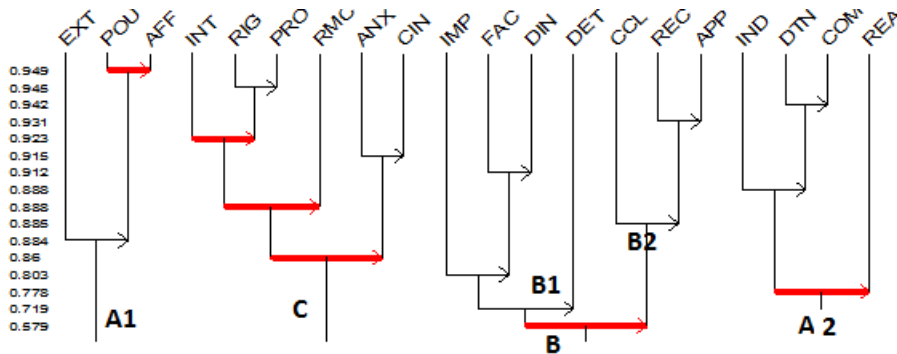 EXT POU AFF INT RIG PRO RMC ANX CIN IMP FAC DIN DET CCL REC APP IND DTN COM REA
0.949
0.945
0.942
0.931
0.923
0.915
0.912
0.888
0.888
0.885
0.884
0.86
0.803
0.778
0.719
0.579
B2
B1
A1
C
A 2
B